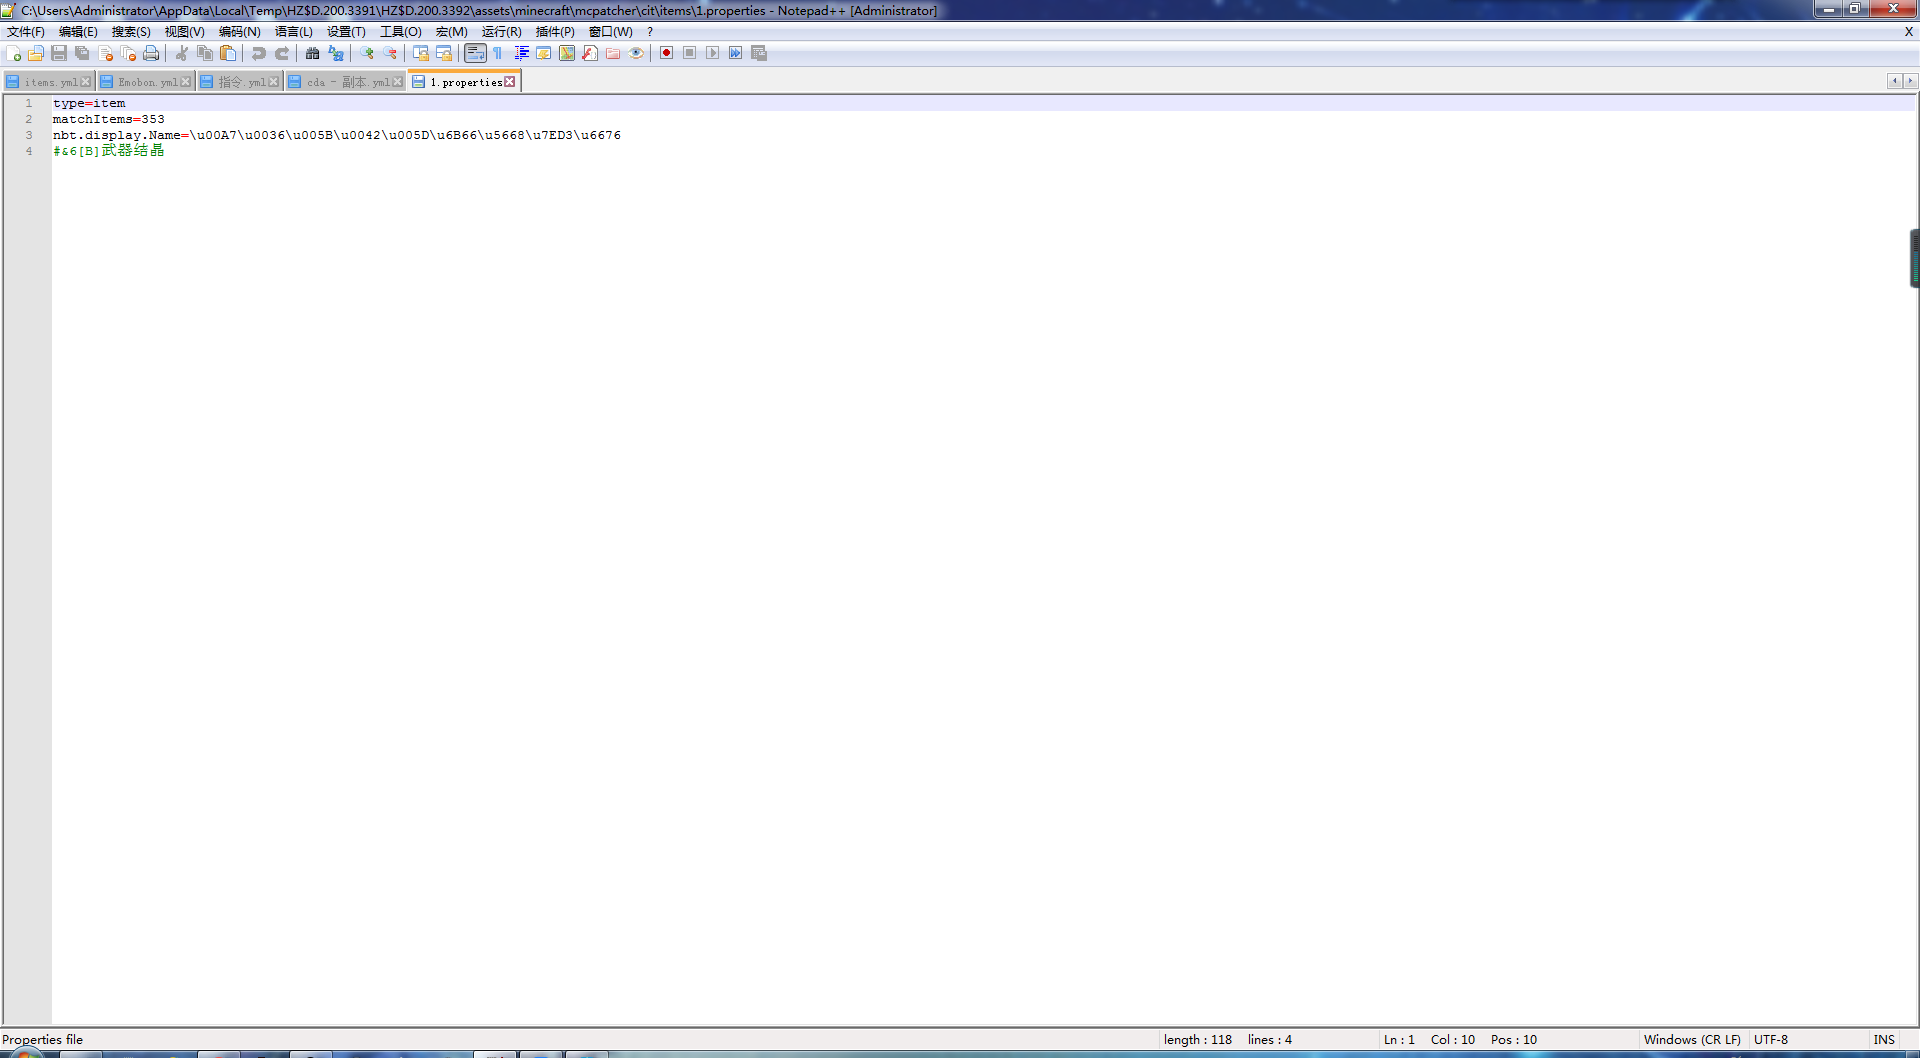 C:\Users\Administrator\AppData\Local\Temp\HZ$D.200.3391\HZ$D.200.3392\assets\minecraft\mcpatcher\cit\items\1.properties - Notepad++ [Administrator]
文件(F) 编辑(E) 搜索(S) 视图(V) 编码(N) 语言(L) 设置(T) 工具(O) 宏(M) 运行(R) 插件(P) 窗口(W) ? X
items.yml Emobon.yml 指令.yml cda - 副本.yml 1.properties
1 type=item
2 matchItems=353
3 nbt.display.Name=\u00A7\u0036\u005B\u0042\u005D\u6B66\u5668\u7ED3\u6676
4 #&6[B]武器结晶
Properties file length : 118 lines : 4 Ln : 1 Col : 10 Pos : 10 Windows (CR LF) UTF-8 INS